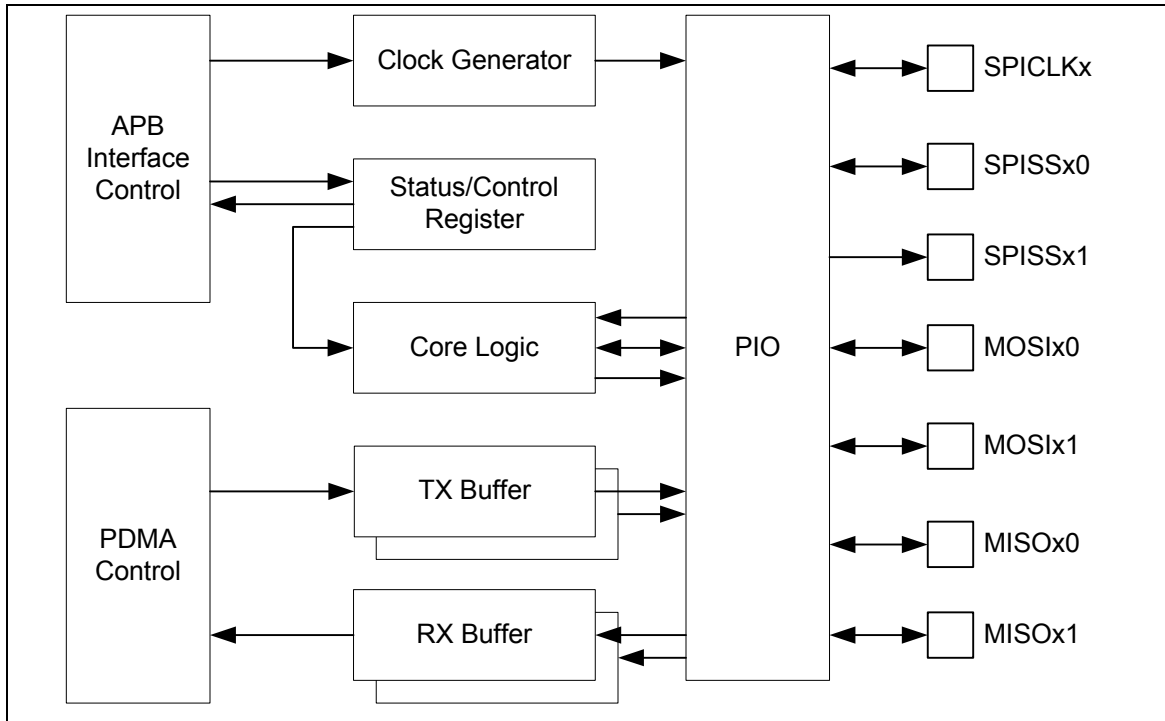 APB
Interface
Control
Clock Generator
Status/Control
Register
Core Logic
PDMA
Control
TX Buffer
RX Buffer
PIO
SPICLKx
SPISSx0
SPISSx1
MOSIx0
MOSIx1
MISOx0
MISOx1